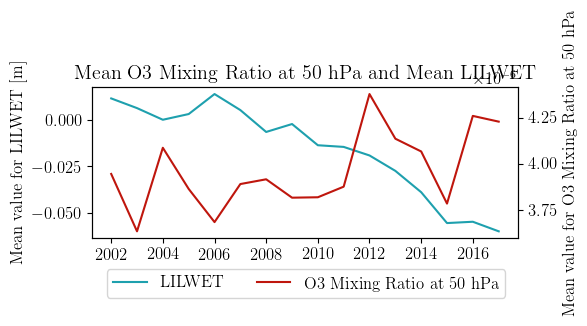 Mean O3 Mixing Ratio at 50 hPa and Mean LILWET
Mean value for LILWET [m]
0.000
−0.025
−0.050
4.25
4.00
3.75
Mean value for O3 Mixing Ratio at 50 hPa
2002 2004 2006 2008 2010 2012 2014 2016
LILWET O3 Mixing Ratio at 50 hPa